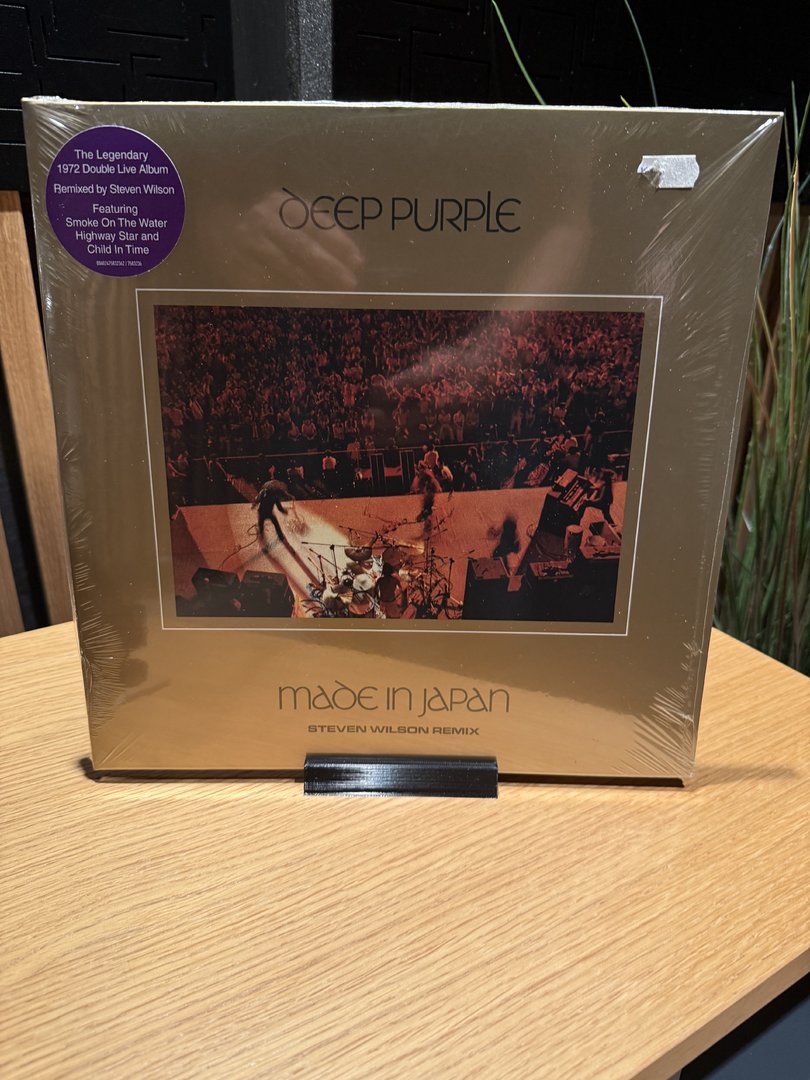 The Legendary
1972 Double Live Album
Remixed by Steven Wilson
Featuring
Smoke On The Water
Highway Star and
Child In Time
DEEP PURPLE
made in Japan
STEVEN WILSON REMIX